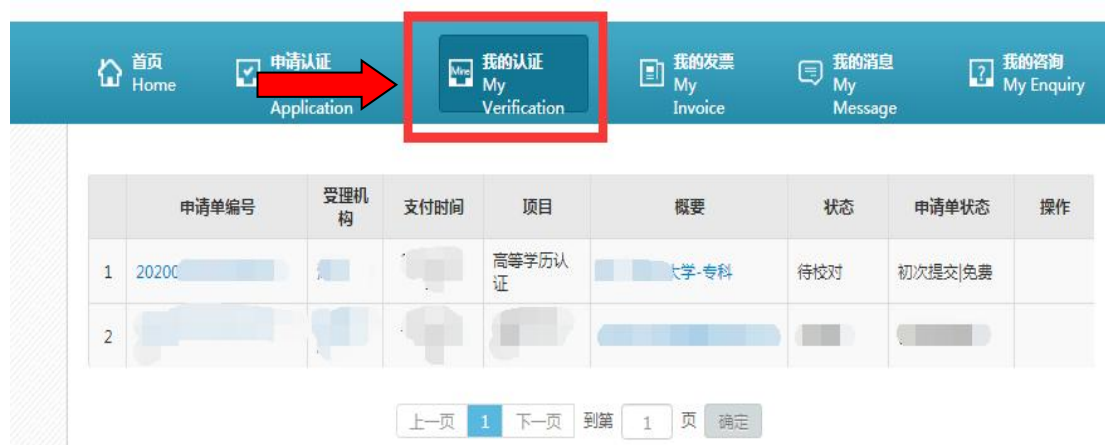 首页
Home
申请认证
Application
Mine
我的认证
My
Verification
我的发票
My
Invoice
我的消息
My
Message
?
我的咨询
My Enquiry
申请单编号
受理机
构
支付时间
项目
概要
状态
申请单状态
操作
1
2020
高等学历认
证
大学-专科
待校对
初次提交|免费
2
上一页
1
下一页
到第
1
页
确定